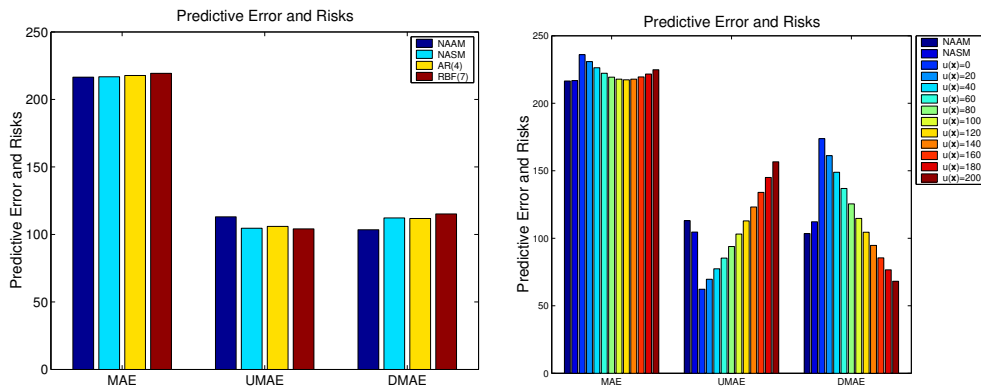 Predictive Error and Risks
250
200
150
100
50
0
Predictive Error and Risks
MAE
UMAE
DMAE
NAAM
NASM
AR(4)
RBF(7)
Predictive Error and Risks
250
200
150
100
50
0
Predictive Error and Risks
MAE
UMAE
DMAE
NAAM
NASM
u(x)=0
u(x)=20
u(x)=40
u(x)=60
u(x)=80
u(x)=100
u(x)=120
u(x)=140
u(x)=160
u(x)=180
u(x)=200